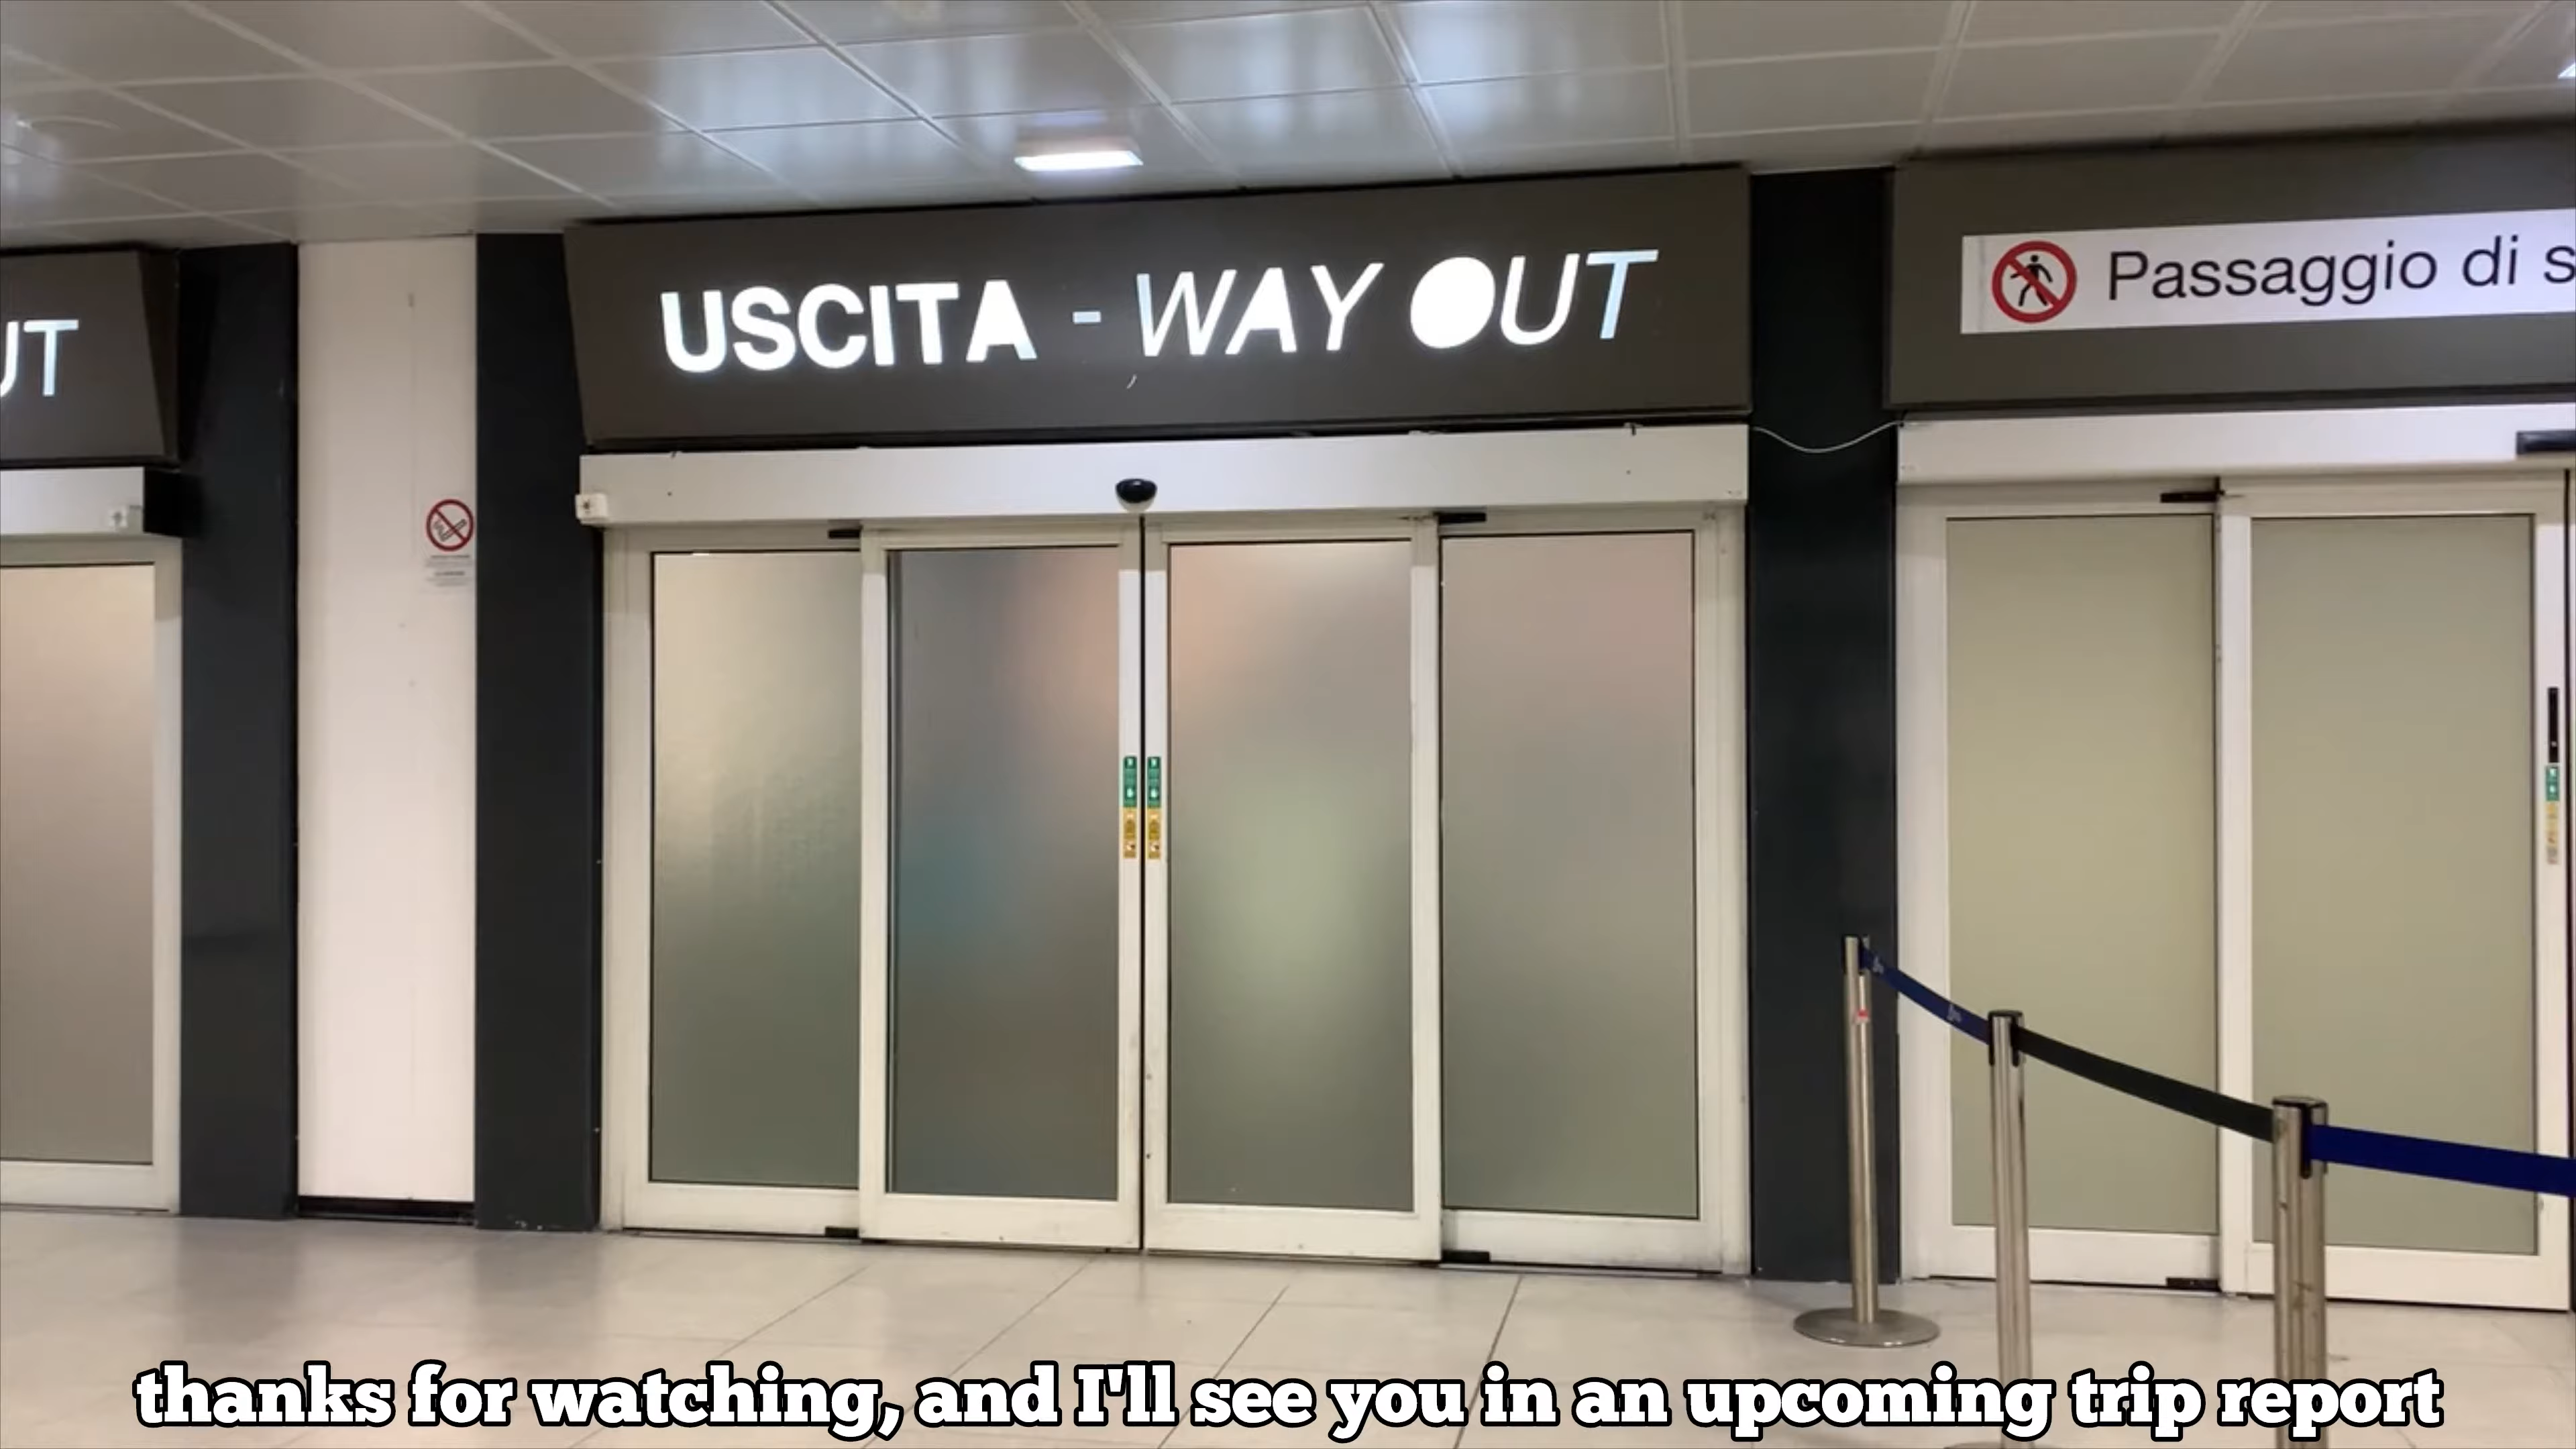 UT
USCITA - WAY OUT
Passaggio di s
thanks for watching, and I'll see you in an upcoming trip report